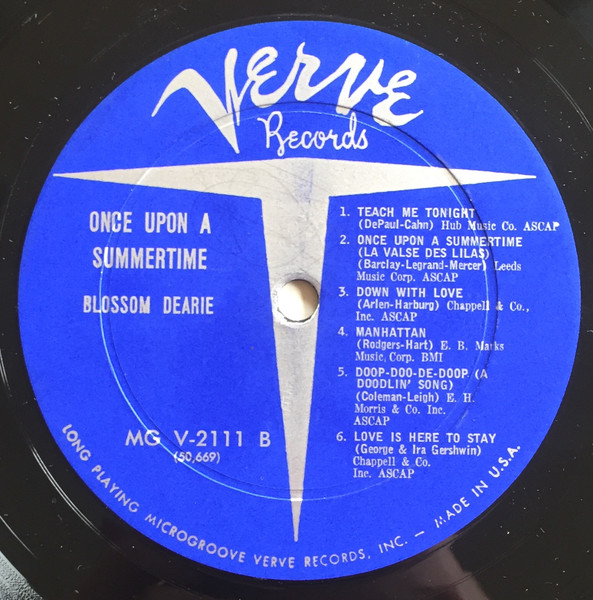 Verve
Records
ONCE UPON A
SUMMERTIME
BLOSSOM DEARIE
MG V-2111 B
(50,669)
1. TEACH ME TONIGHT
(DePaul-Cahn) Hub Music Co. ASCAP
2. ONCE UPON A SUMMERTIME
(LA VALSE DES LILAS)
(Barclay-Legrand-Mercer) Leeds
Music Corp. ASCAP
3. DOWN WITH LOVE
(Arlen-Harburg) Chappell & Co.,
Inc. ASCAP
4. MANHATTAN
(Rodgers-Hart) E. B. Marks
Music Corp. BMI
5. DOOP-DOO-DE-DOOP (A
DOODLIN' SONG)
(Coleman-Leigh) E. H.
Morris & Co. Inc.
ASCAP
6. LOVE IS HERE TO STAY
(George & Ira Gershwin)
Chappell & Co.
Inc. ASCAP
LONG PLAYING MICROGROOVE VERVE RECORDS, INC. — MADE IN U.S.A.